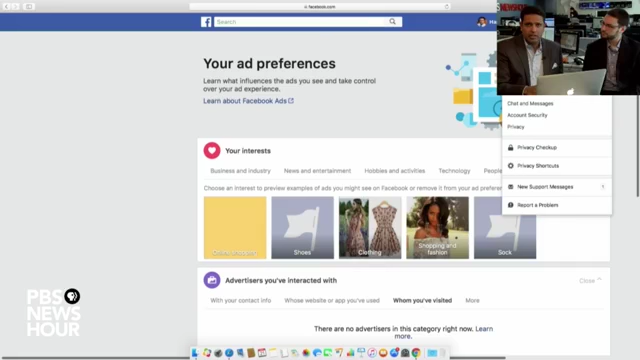 facebook.com
Search
Your ad preferences
Learn what influences the ads you see and take control
over your ad experience.
Learn about Facebook Ads
Chat and Messages
Account Security
Privacy
Privacy Checkup
Privacy Shortcuts
New Support Messages
Report a Problem
Your interests
Business and industry
News and entertainment
Hobbies and activities
Technology
Choose an Interest to preview examples of ads you might see on Facebook or remove it from your ad prefere
Online shopping
Shoes
Clothing
Shopping and
fashion
Sock
Advertisers you've interacted with
Close
With your contact info
Whose website or app you've used
Whom you've visited
More
There are no advertisers in this category right now. Learn
more.
PBS
NEWS
HOUR